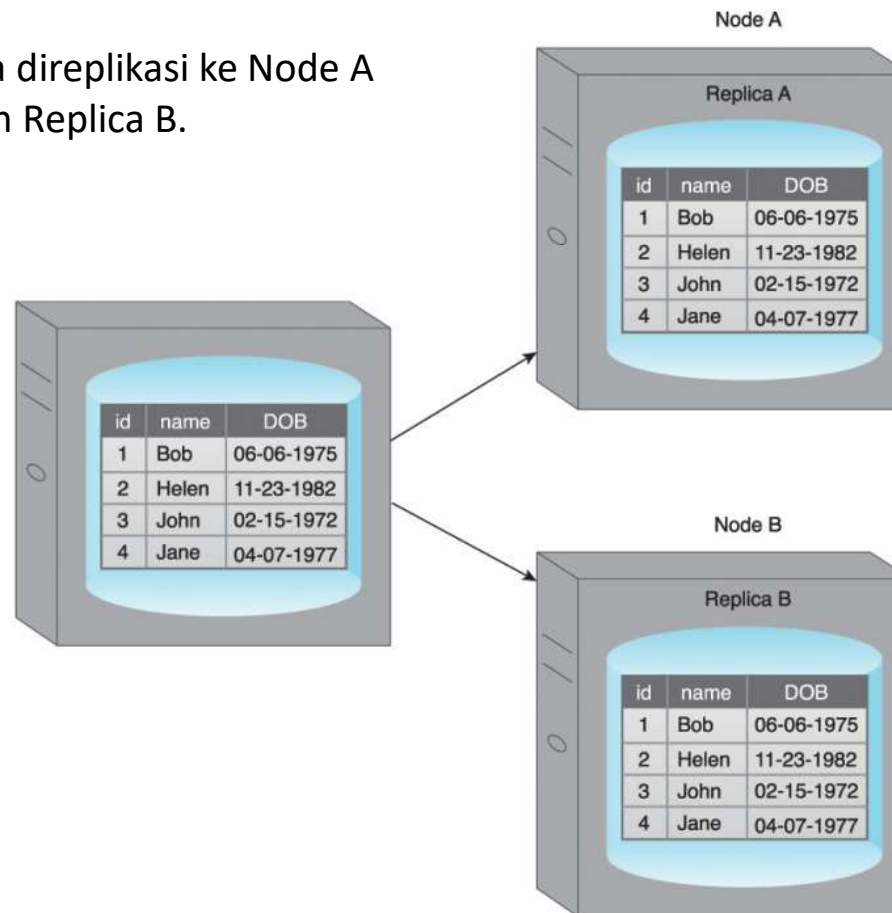 direplikasi ke Node A
Replica B.
Node A
Replica A
id name DOB
1 Bob 06-06-1975
2 Helen 11-23-1982
3 John 02-15-1972
4 Jane 04-07-1977
id name DOB
1 Bob 06-06-1975
2 Helen 11-23-1982
3 John 02-15-1972
4 Jane 04-07-1977
Node B
Replica B
id name DOB
1 Bob 06-06-1975
2 Helen 11-23-1982
3 John 02-15-1972
4 Jane 04-07-1977